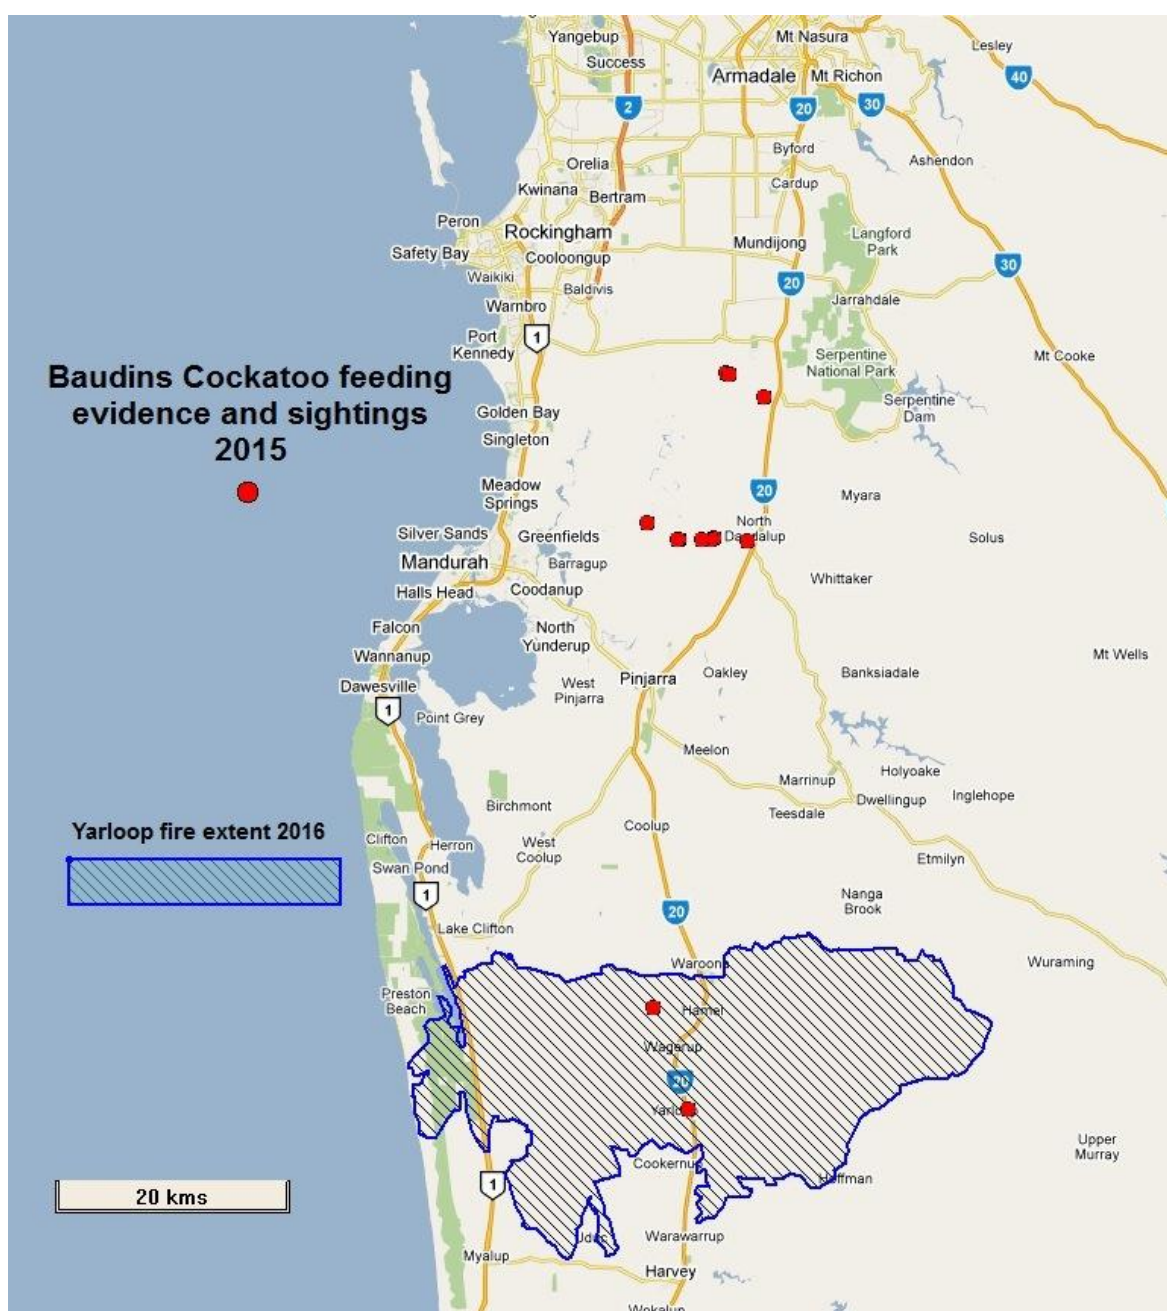 Yangebup
Mt Nasura
Success
Lesley
Armadale
Mt Richon
40
2
20
30
Byford
Orelia
Ashendon
Kwinana
Bertram
Cardup
Peron
Rockingham
Mundijong
Langford
Park
Safety Bay
Cooloongup
30
Waikiki
Baldivis
20
Jarrahdale
Warnbro
Port
Kennedy
1
Serpentine
National Park
Mt Cooke
Baudins Cockatoo feeding
evidence and sightings
2015
Serpentine
Dam
Golden Bay
Singleton
Meadow
Springs
20
Myara
North
Silver Sands
Greenfields
Solus
Mandurah
Barragup
Whittaker
Halls Head
Coodanup
Falcon
North
Yunderup
Wannanup
Mt Wells
Dawesville
West
Pinjarra
Pinjarra
Oakley
Banksiadale
1
Point Grey
Meelon
Holyoake
Marrinup
Inglehope
Birchmont
Dwellingup
Teesdale
Yarloop fire extent 2016
Coolup
Clifton
Herron
West
Coolup
Etmilyn
Swan Pond
1
Nanga
Brook
20
Lake Clifton
Waroona
Wuraming
Preston
Beach
Hamel
Wagerup
20
Upper
Murray
Cookernup
Hoffman
20 kms
1
Uduc
Warawarrup
Myalup
Harvey
Wokalup